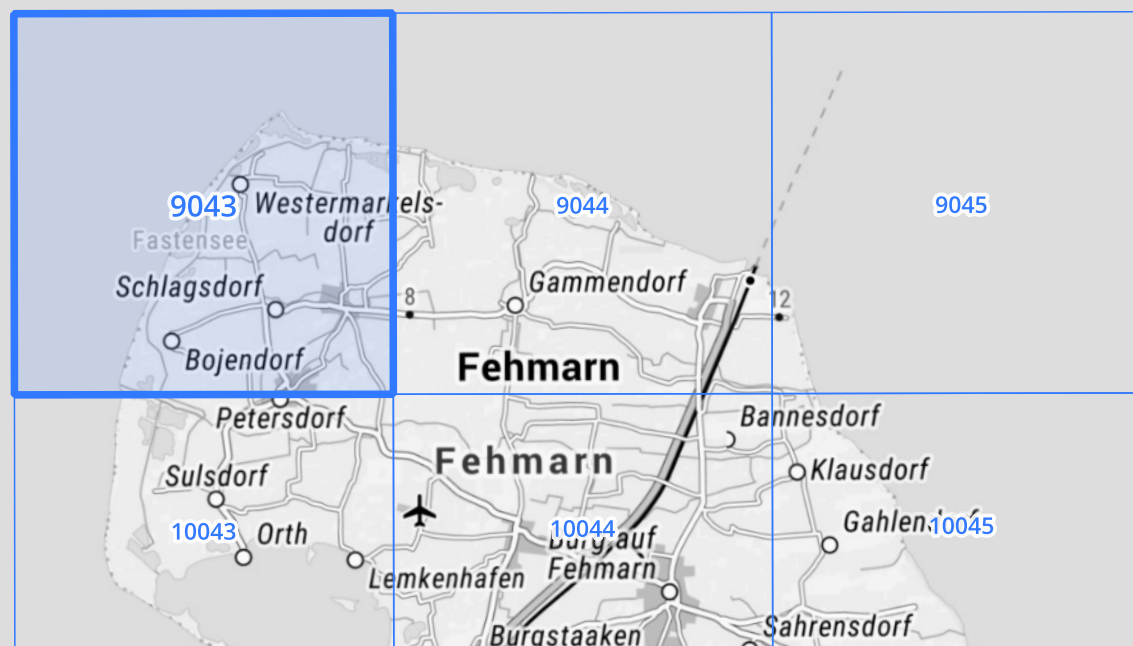 9043
Westermarkels-
dorf
9044
9045
Fastensee
Schlagsdorf
8
Gammendorf
12
Bojendorf
Fehmarn
Petersdorf
Bannesdorf
Fehmarn
Sulsdorf
Klausdorf
10043
Orth
10044
Burg auf
Fehmarn
10045
Lemkenhafen
Burgstaaken
Sahrensdorf